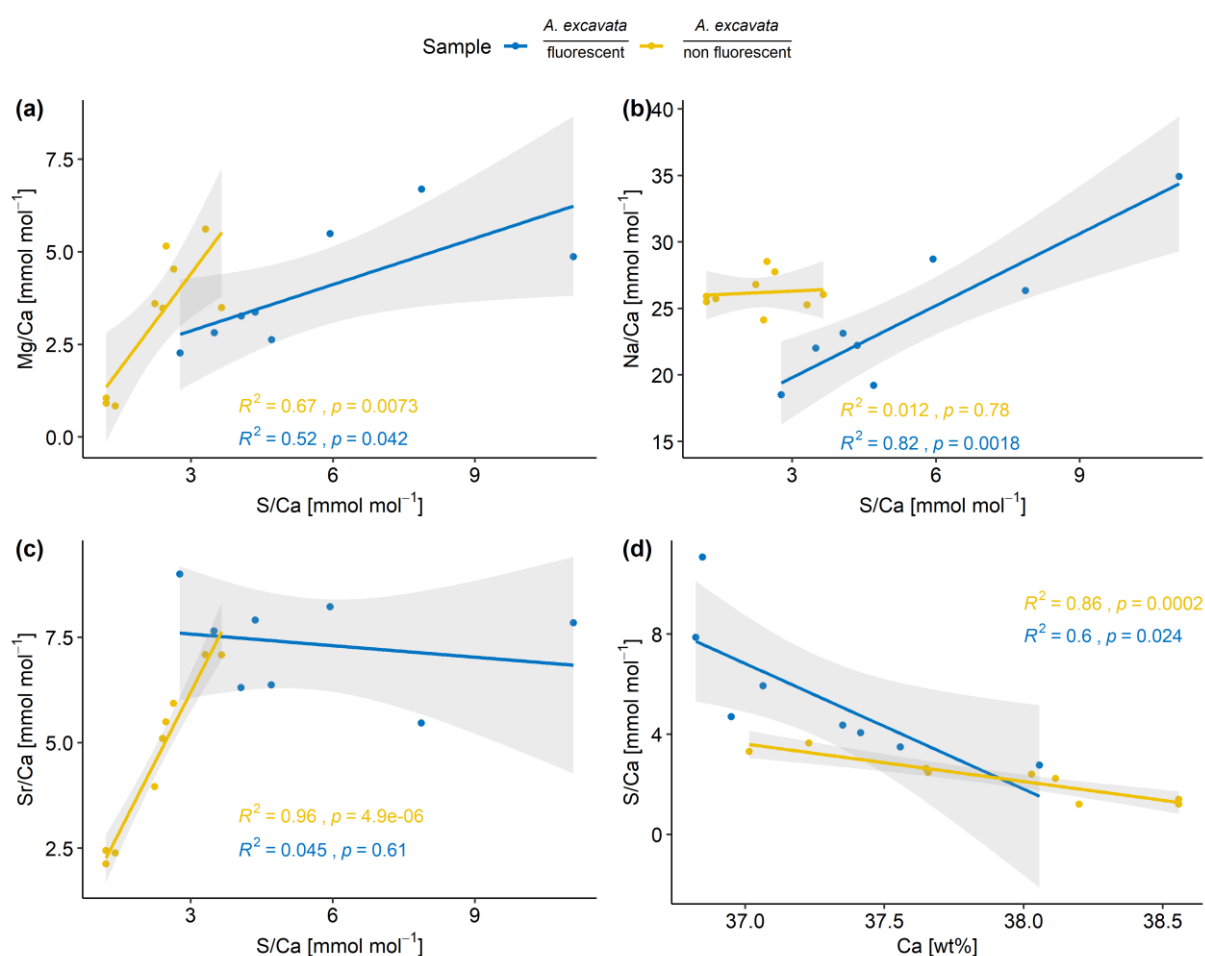 Sample A. excavata fluorescent A. excavata non fluorescent
(a)
Mg/Ca [mmol mol⁻¹]
7.5
5.0
2.5
0.0
R² = 0.67 , p = 0.0073
R² = 0.52 , p = 0.042
3 6 9
S/Ca [mmol mol⁻¹]
(b)
Na/Ca [mmol mol⁻¹]
40
35
30
25
20
15
R² = 0.012 , p = 0.78
R² = 0.82 , p = 0.0018
3 6 9
S/Ca [mmol mol⁻¹]
(c)
Sr/Ca [mmol mol⁻¹]
7.5
5.0
2.5
R² = 0.96 , p = 4.9e-06
R² = 0.045 , p = 0.61
3 6 9
S/Ca [mmol mol⁻¹]
(d)
S/Ca [mmol mol⁻¹]
8
4
0
R² = 0.86 , p = 0.0002
R² = 0.6 , p = 0.024
37.0 37.5 38.0 38.5
Ca [wt%]